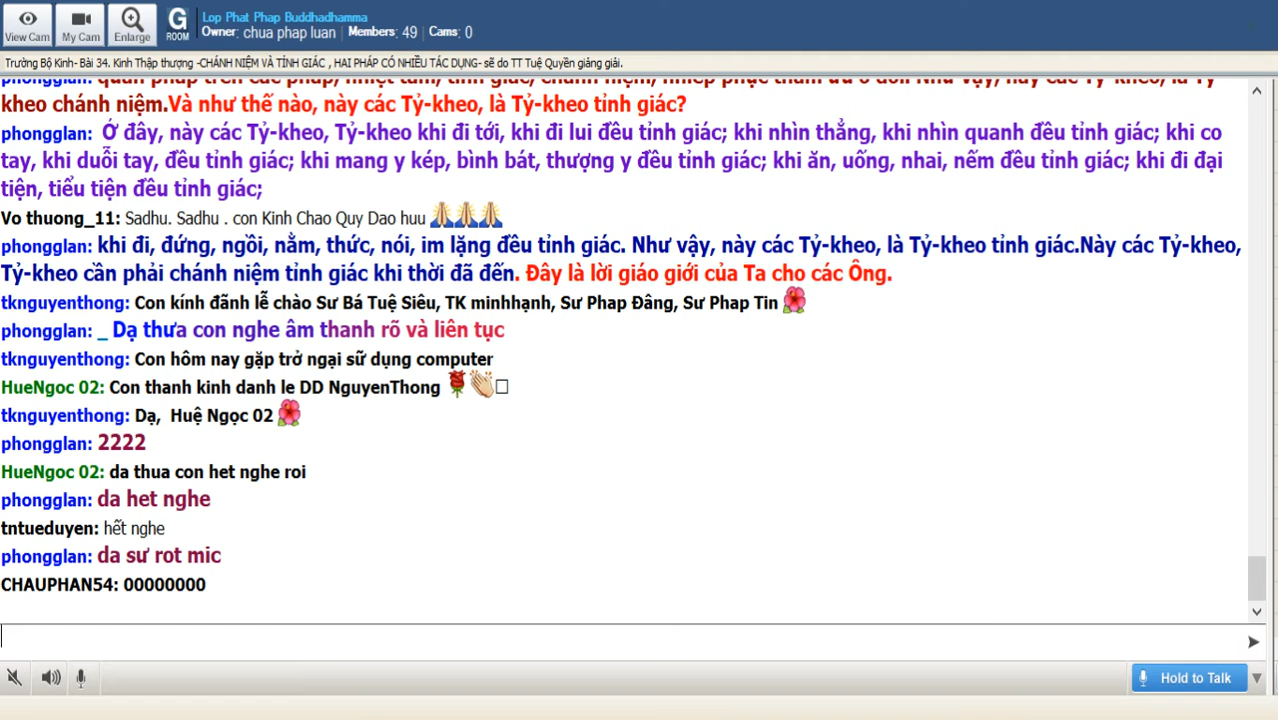 View Cam
My Cam
Enlarge
G
ROOM
Lop Phat Phap Buddhadhamma
Owner: chua phap luan | Members: 49 | Cams: 0
Trường Bộ Kinh- Bài 34. Kinh Thập thượng -CHÁNH NIỆM VÀ TỈNH GIÁC , HAI PHÁP CÓ NHIỀU TÁC DỤNG- sẽ do TT Tuệ Quyền giảng giải.
kheo chánh niệm.Và như thế nào, này các Tỷ-kheo, là Tỷ-kheo tỉnh giác?
phongglan: Ở đây, này các Tỷ-kheo, Tỷ-kheo khi đi tới, khi đi lui đều tỉnh giác; khi nhìn thẳng, khi nhìn quanh đều tỉnh giác; khi co
tay, khi duỗi tay, đều tỉnh giác; khi mang y kép, bình bát, thượng y đều tỉnh giác; khi ăn, uống, nhai, nếm đều tỉnh giác; khi đi đại
tiện, tiểu tiện đều tỉnh giác;
Vo thuong_11: Sadhu. Sadhu . con Kinh Chao Quy Dao huu
phongglan: khi đi, đứng, ngồi, nằm, thức, nói, im lặng đều tỉnh giác. Như vậy, này các Tỷ-kheo, là Tỷ-kheo tỉnh giác.Này các Tỷ-kheo,
Tỷ-kheo cần phải chánh niệm tỉnh giác khi thời đã đến. Đây là lời giáo giới của Ta cho các Ông.
tknguyenthong: Con kính đãnh lễ chào Sư Bá Tuệ Siêu, TK minhhạnh, Sư Phap Đâng, Sư Phap Tin
phongglan: _ Dạ thưa con nghe âm thanh rõ và liên tục
tknguyenthong: Con hôm nay gặp trở ngại sữ dụng computer
HueNgoc 02: Con thanh kinh danh le DD NguyenThong
tknguyenthong: Dạ, Huệ Ngọc 02
phongglan: 2222
HueNgoc 02: da thua con het nghe roi
phongglan: da het nghe
tntueduyen: hết nghe
phongglan: da sư rot mic
CHAUPHAN54: 00000000
Hold to Talk